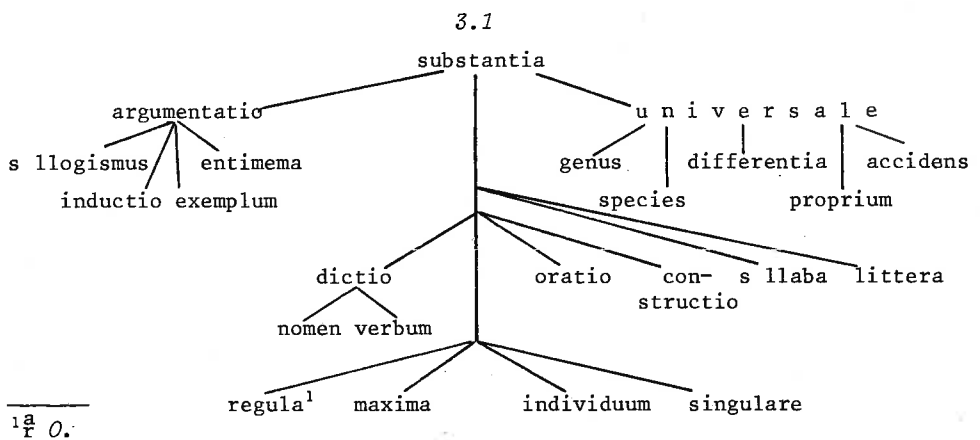 3.1
substantia
argumentatio u n i v e r s a l e
s llogismus entimema genus differentia accidens
inductio exemplum species proprium
dictio oratio con- s llaba littera
structio
nomen verbum
regula¹ maxima individuum singulare
O.